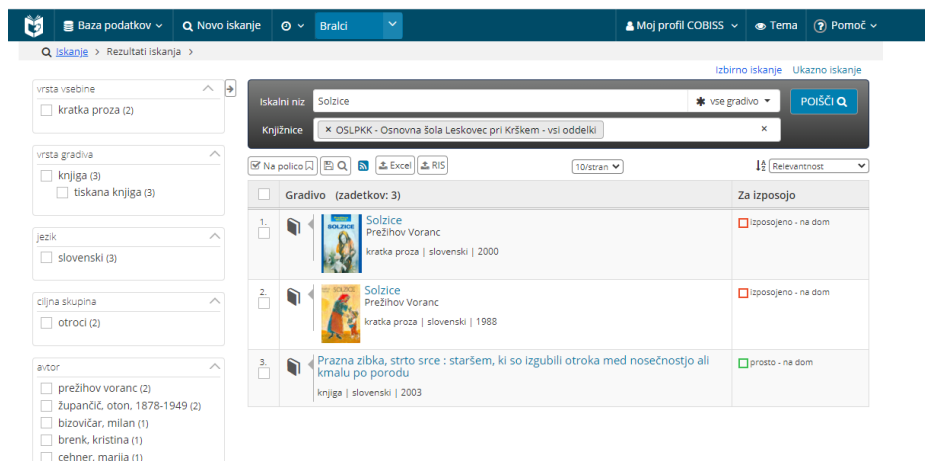 Baza podatkov
Novo iskanje
Bralci
Moj profil COBISS
Tema
Pomoč
Iskanje > Rezultati iskanja >
Izbirno iskanje Ukazno iskanje
vrsta vsebine
kratka proza (2)
vrsta gradiva
knjiga (3)
tiskana knjiga (3)
jezik
slovenski (3)
ciljna skupina
otroci (2)
avtor
prežihov voranc (2)
župančič, oton, 1878-1949 (2)
bizovičar, milan (1)
brenk, kristina (1)
cehner, marija (1)
Iskalni niz Solzice vse gradivo POIŠČI
Knjižnice × OSLPKK - Osnovna šola Leskovec pri Krškem - vsi oddelki ×
Na polico Excel RIS 10/stran Relevantnost
Gradivo (zadetkov: 3) Za izposojo
1. Solzice
Prežihov Voranc
kratka proza | slovenski | 2000
izposojeno - na dom
SOLZICE
2. Solzice
Prežihov Voranc
kratka proza | slovenski | 1988
izposojeno - na dom
SOLZICE
3. Prazna zibka, strto srce : staršem, ki so izgubili otroka med nosečnostjo ali
kmalu po porodu
knjiga | slovenski | 2003
prosto - na dom